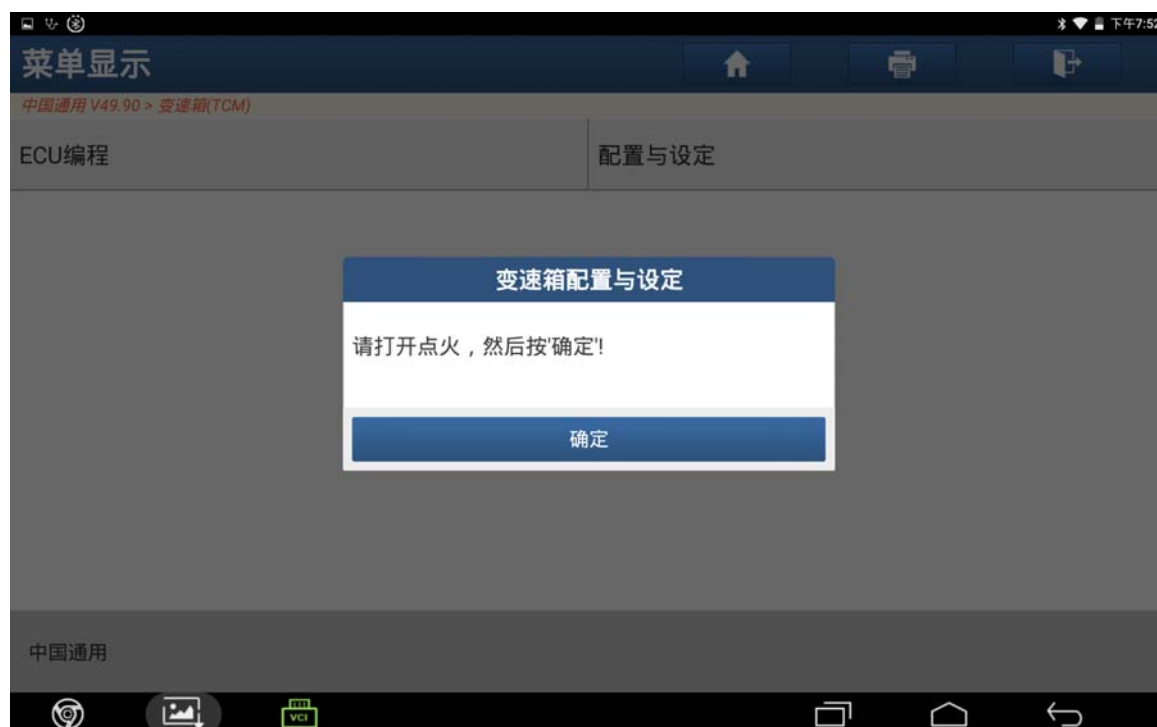 下午7:52
菜单显示
中国通用 V49.90 > 变速箱(TCM)
ECU编程
配置与设定
变速箱配置与设定
请打开点火，然后按'确定'!
确定
中国通用
VCI